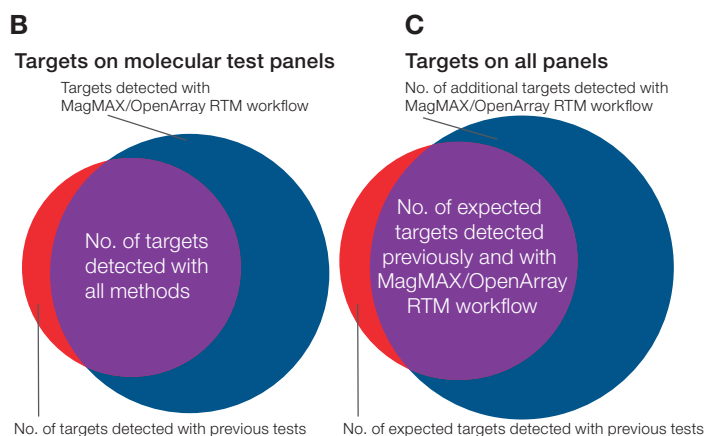 B
Targets on molecular test panels
Targets detected with
MagMAX/OpenArray RTM workflow
No. of targets
detected with
all methods
No. of targets detected with previous tests
C
Targets on all panels
No. of additional targets detected with
MagMAX/OpenArray RTM workflow
No. of expected
targets detected
previously and with
MagMAX/OpenArray
RTM workflow
No. of expected targets detected with previous tests